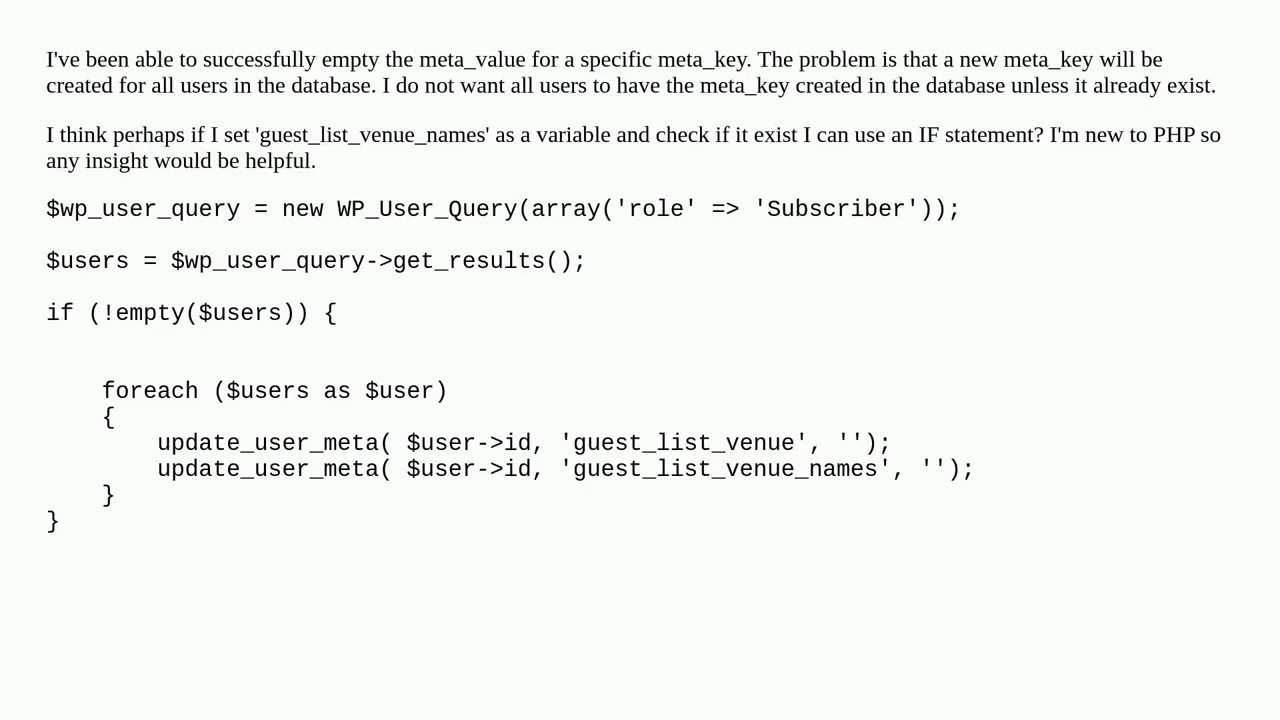 I've been able to successfully empty the meta_value for a specific meta_key. The problem is that a new meta_key will be
created for all users in the database. I do not want all users to have the meta_key created in the database unless it already exist.
I think perhaps if I set 'guest_list_venue_names' as a variable and check if it exist I can use an IF statement? I'm new to PHP so
any insight would be helpful.
$wp_user_query = new WP_User_Query(array('role' => 'Subscriber'));
$users = $wp_user_query->get_results();
if (!empty($users)) {
    foreach ($users as $user)
    {
        update_user_meta( $user->id, 'guest_list_venue', '');
        update_user_meta( $user->id, 'guest_list_venue_names', '');
    }
}